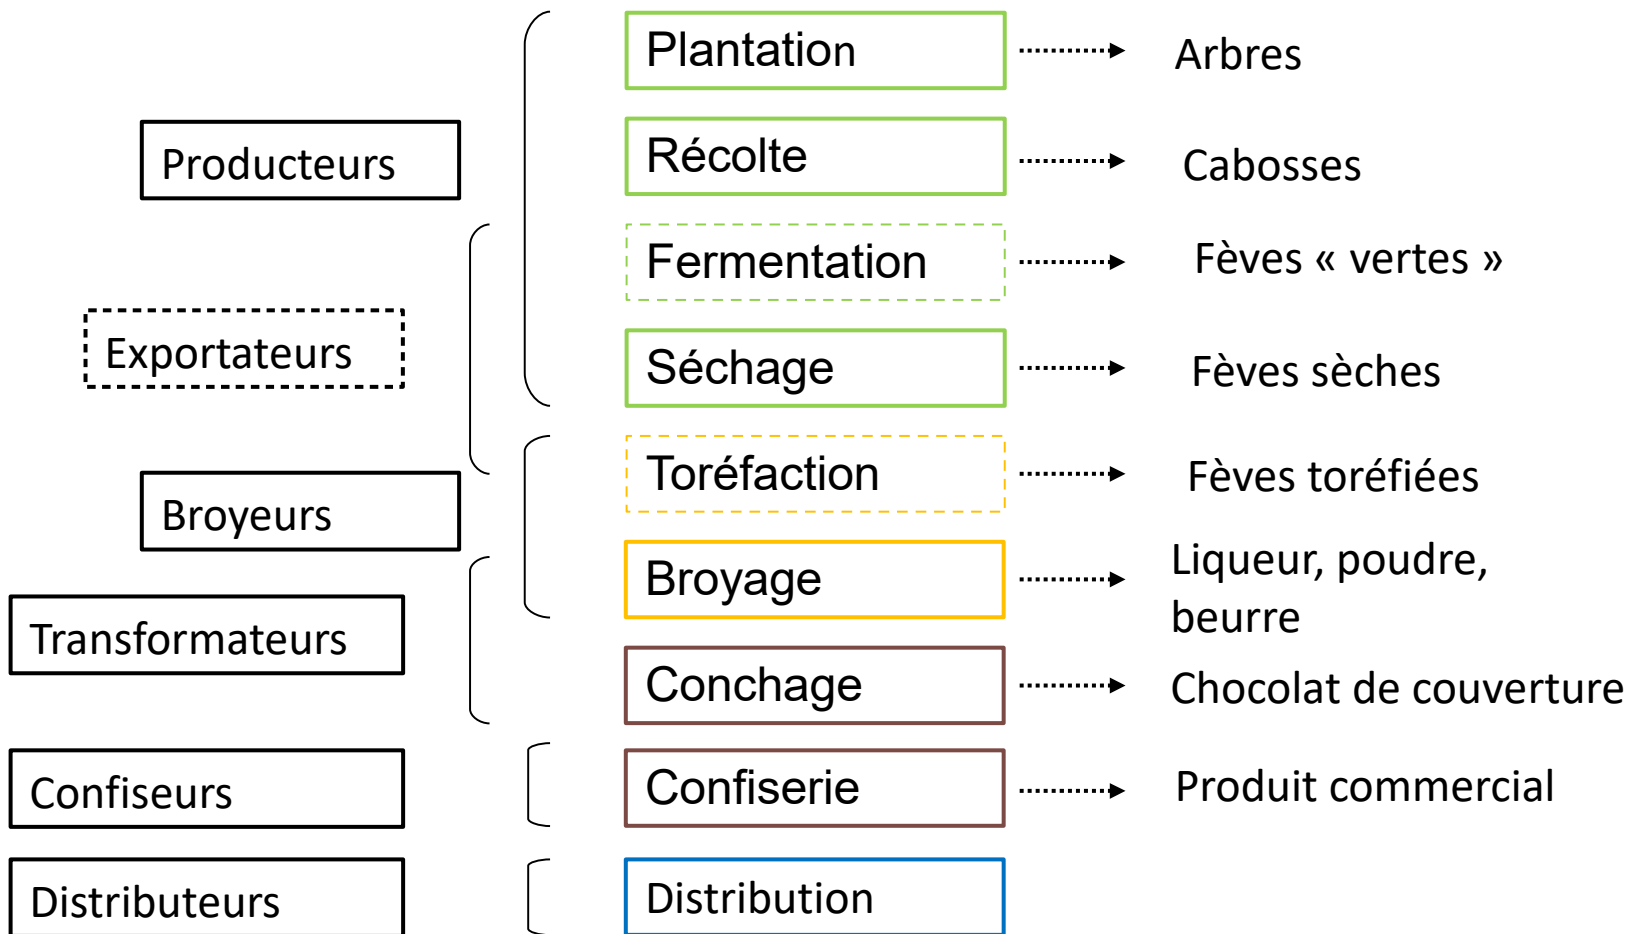 Plantation
Arbres
Producteurs
Récolte
Cabosses
Fermentation
Fèves « vertes »
Exportateurs
Séchage
Fèves sèches
Toréfaction
Fèves toréfiées
Broyeurs
Broyage
Liqueur, poudre,
beurre
Transformateurs
Conchage
Chocolat de couverture
Confiseurs
Confiserie
Produit commercial
Distributeurs
Distribution